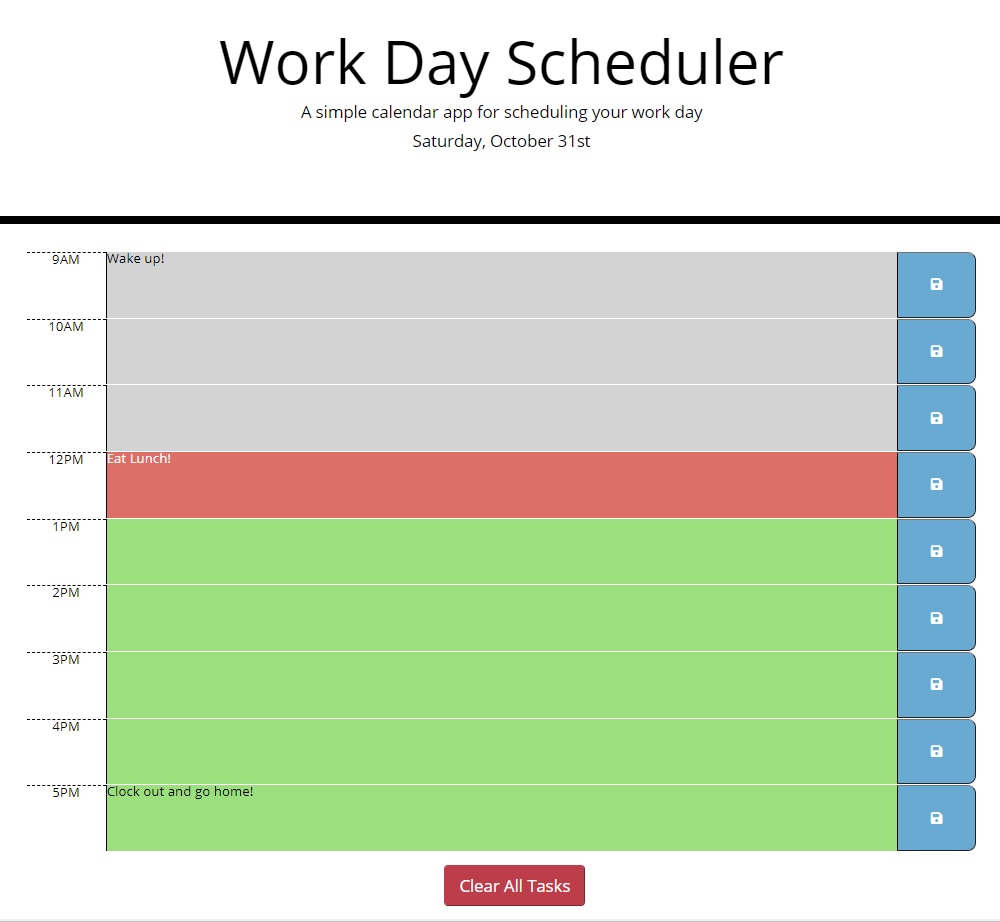 Work Day Scheduler
A simple calendar app for scheduling your work day
Saturday, October 31st
9AM Wake up!
10AM
11AM
12PM Eat Lunch!
1PM
2PM
3PM
4PM
5PM Clock out and go home!
Clear All Tasks